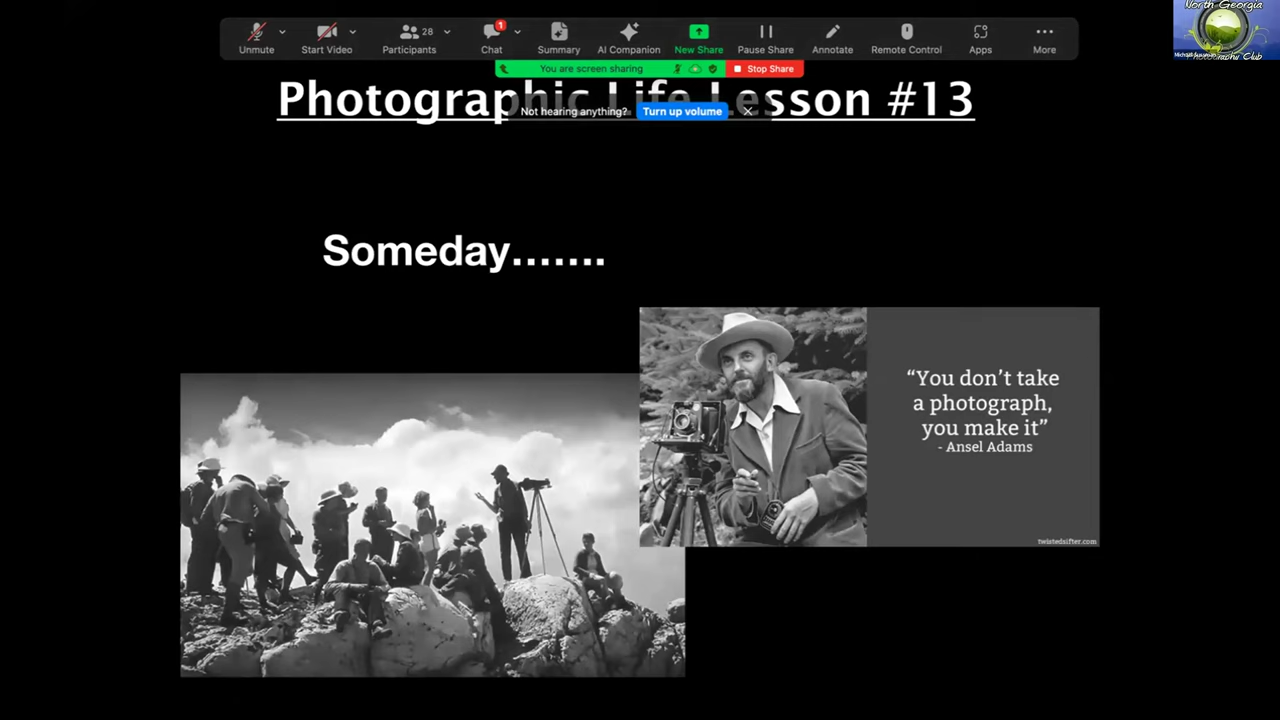 North Georgia
Photography Club
Unmute
Start Video
28
Participants
1
Chat
Summary
AI Companion
New Share
Pause Share
Annotate
Remote Control
Apps
More
You are screen sharing
Stop Share
Photographic Life Lesson #13
Not hearing anything?
Turn up volume
Someday.......
“You don’t take
a photograph,
you make it”
- Ansel Adams
twistedsifter.com